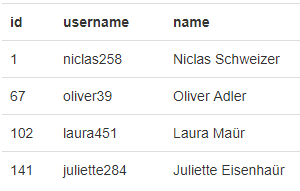 id username name
1 niclas258 Niclas Schweizer
67 oliver39 Oliver Adler
102 laura451 Laura Maür
141 juliette284 Juliette Eisenhaür